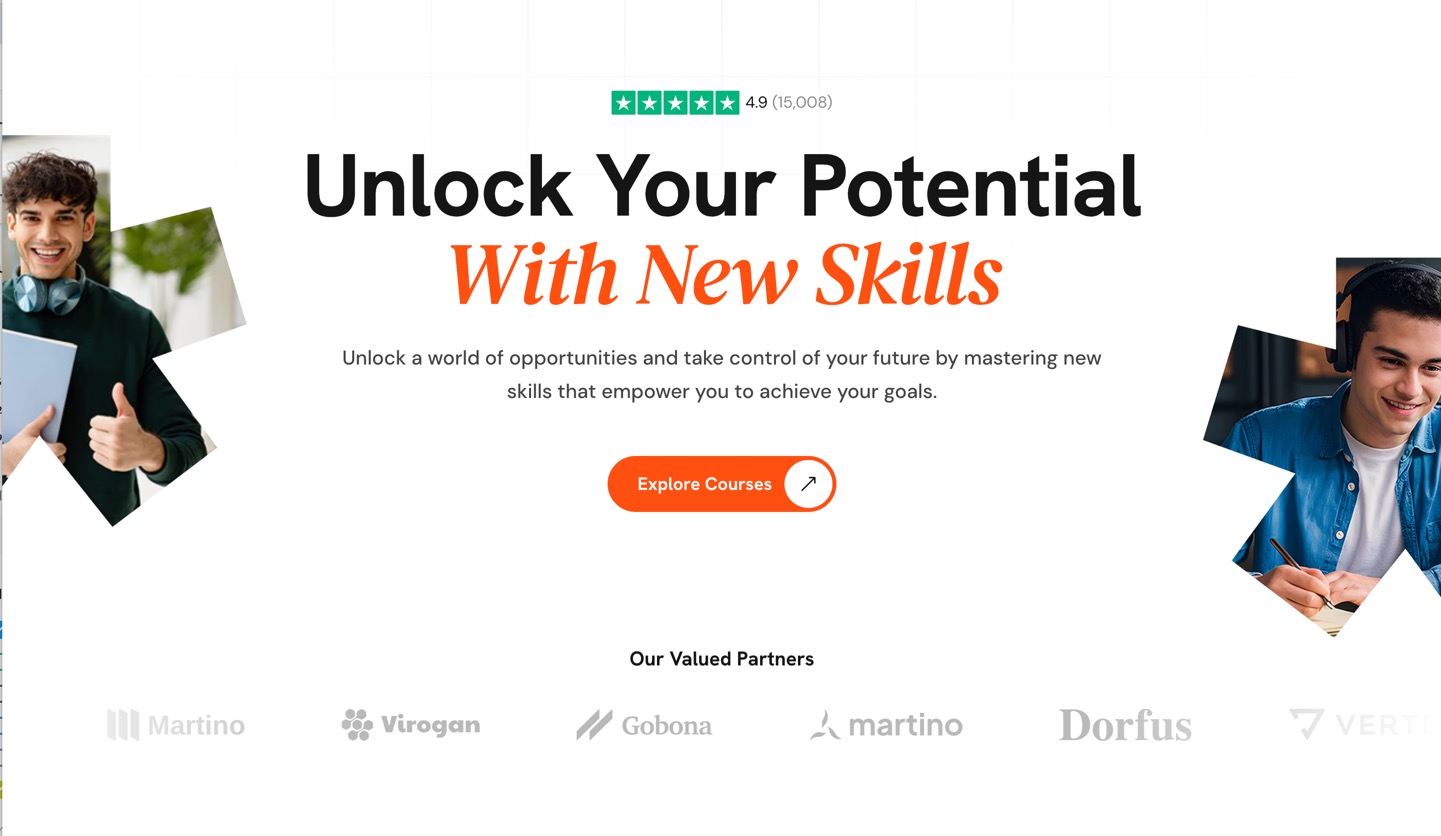 4.9 (15,008)
Unlock Your Potential
With New Skills
Unlock a world of opportunities and take control of your future by mastering new
skills that empower you to achieve your goals.
Explore Courses
Our Valued Partners
Martino Virogan Gobona martino Dorfus